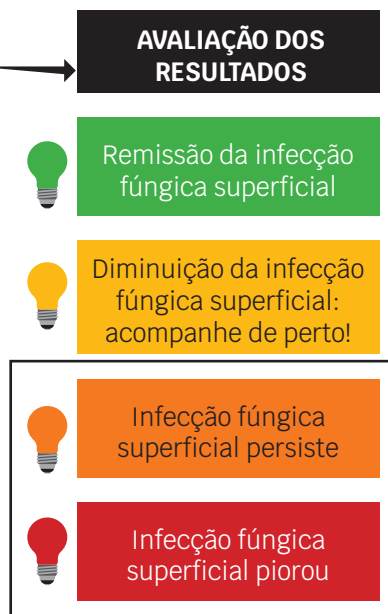 AVALIAÇÃO DOS
RESULTADOS
Remissão da infecção
fúngica superficial
Diminuição da infecção
fúngica superficial:
acompanhe de perto!
Infecção fúngica
superficial persiste
Infecção fúngica
superficial piorou